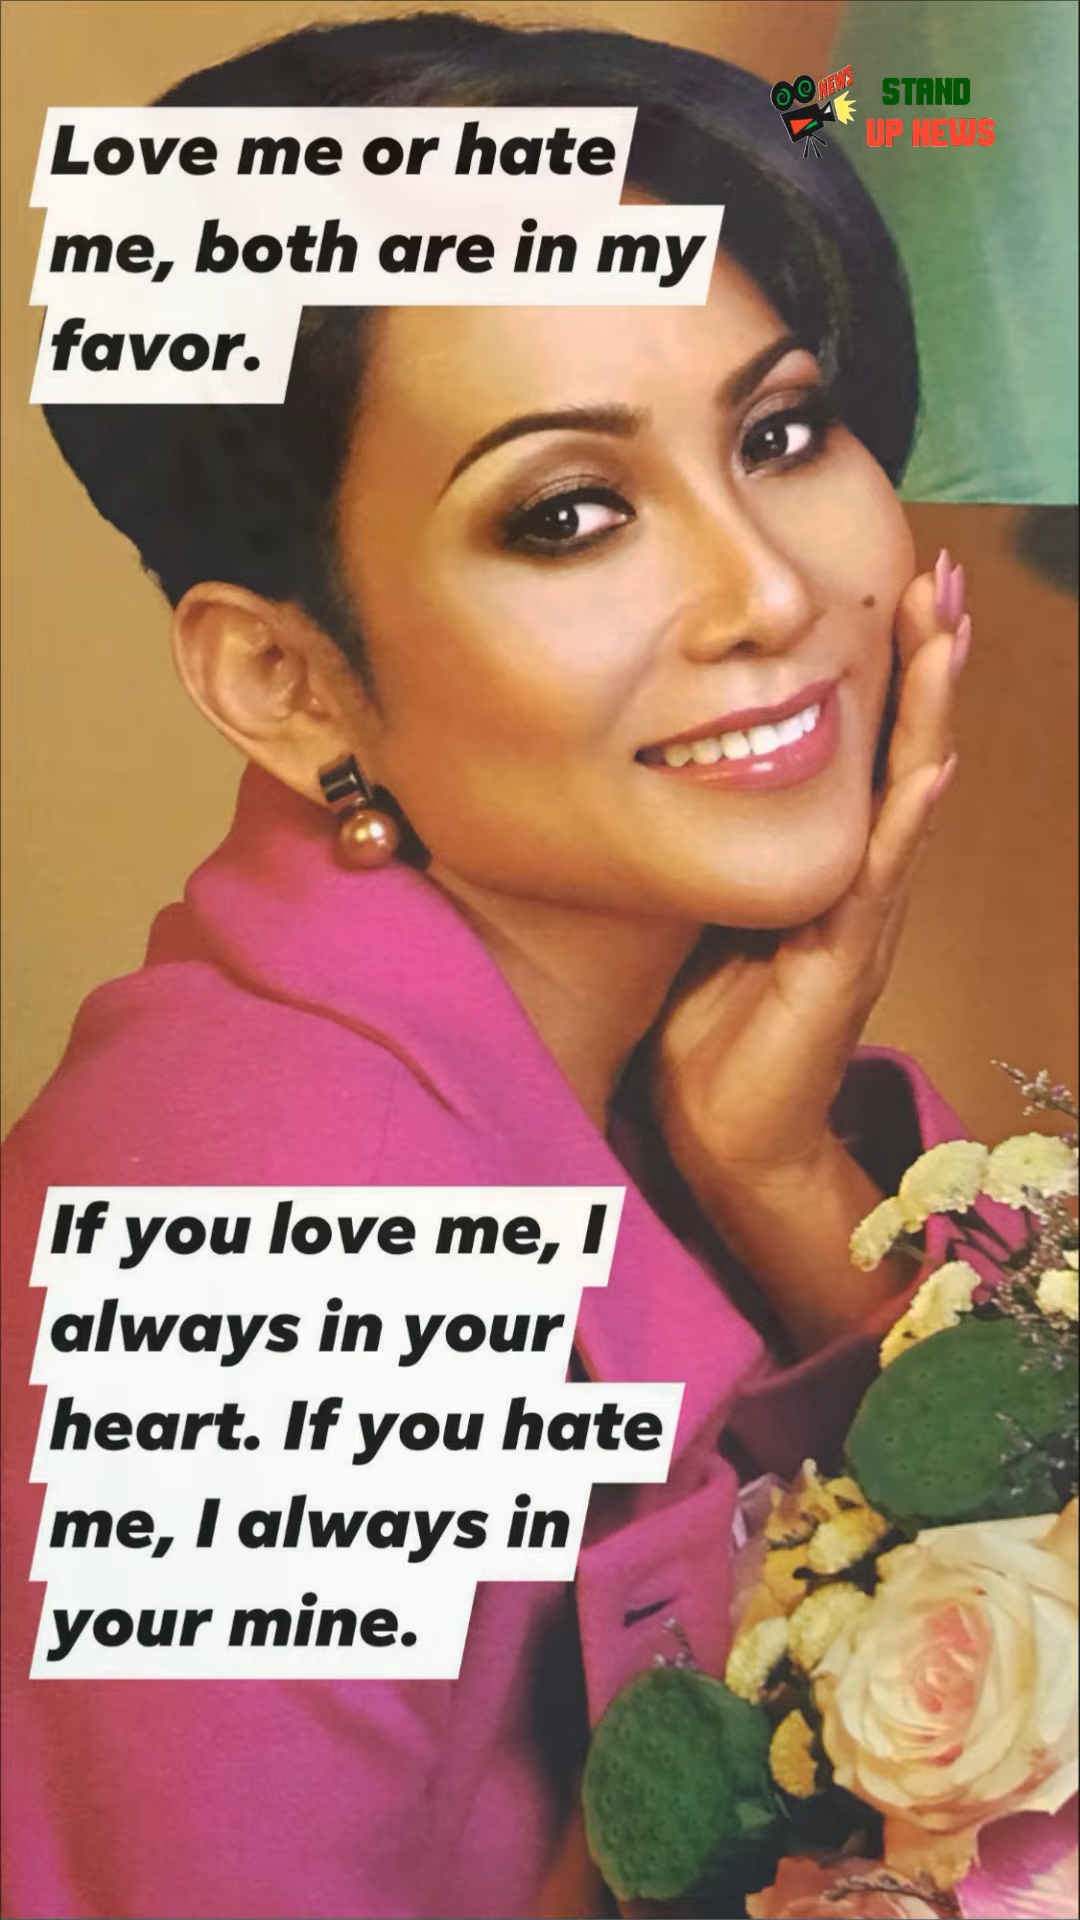 NEWS
STAND
UP NEWS
Love me or hate
me, both are in my
favor.
If you love me, I
always in your
heart. If you hate
me, I always in
your mine.